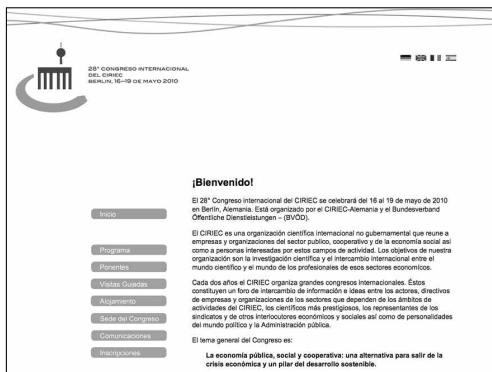 28° CONGRESO INTERNACIONAL
DEL CIRIEC
BERLIN, 16–19 DE MAYO 2010
¡Bienvenido!
El 28° Congreso internacional del CIRIEC se celebrará del 16 al 19 de mayo de 2010
en Berlín, Alemania. Está organizado por el CIRIEC-Alemania y el Bundesverband
Öffentliche Dienstleistungen – (BVÖD).
El CIRIEC es una organización científica internacional no gubernamental que reune a
empresas y organizaciones del sector publico, cooperativo y de la economía social así
como a personas interesadas por estos campos de actividad. Los objetivos de nuestra
organización son la investigación científica y el intercambio internacional entre el
mundo científico y el mundo de los profesionales de esos sectores economicos.
Cada dos años el CIRIEC organiza grandes congresos internacionales. Éstos
constituyen un foro de intercambio de información e ideas entre los actores, directivos
de empresas y organizaciones de los sectores que dependen de los ámbitos de
actividades del CIRIEC, los científicos más prestigiosos, los representantes de los
sindicatos y de otros interlocutores económicos y sociales así como de personalidades
del mundo político y la Administración pública.
El tema general del Congreso es:
La economía pública, social y cooperativa: una alternativa para salir de la
crisis económica y un pilar del desarrollo sostenible.
Inicio
Programa
Ponentes
Visitas Guiadas
Alojamiento
Sede del Congreso
Comunicaciones
Inscripciones